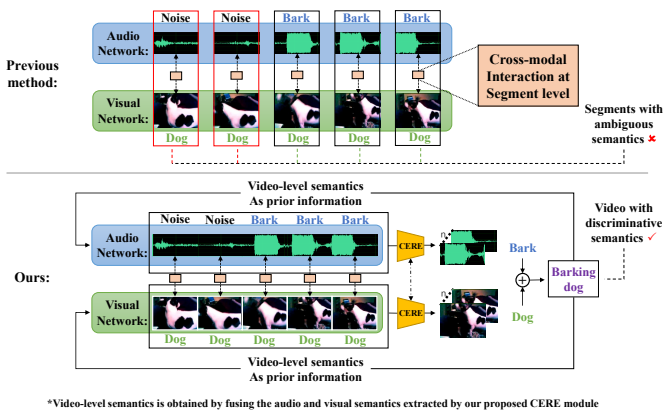 Noise Noise Bark Bark Bark
Audio
Network:
Previous
method:
Cross-modal
Interaction at
Segment level
Visual
Network:
Dog Dog Dog Dog Dog
Segments with
ambiguous
semantics ✘
Video-level semantics
As prior information
Noise Noise Bark Bark Bark
Audio
Network:
CERE
n
Video with
discriminative
semantics ✓
Bark
Ours:
Barking
dog
Visual
Network:
CERE
n
Dog
Dog Dog Dog Dog Dog
Video-level semantics
As prior information
*Video-level semantics is obtained by fusing the audio and visual semantics extracted by our proposed CERE module